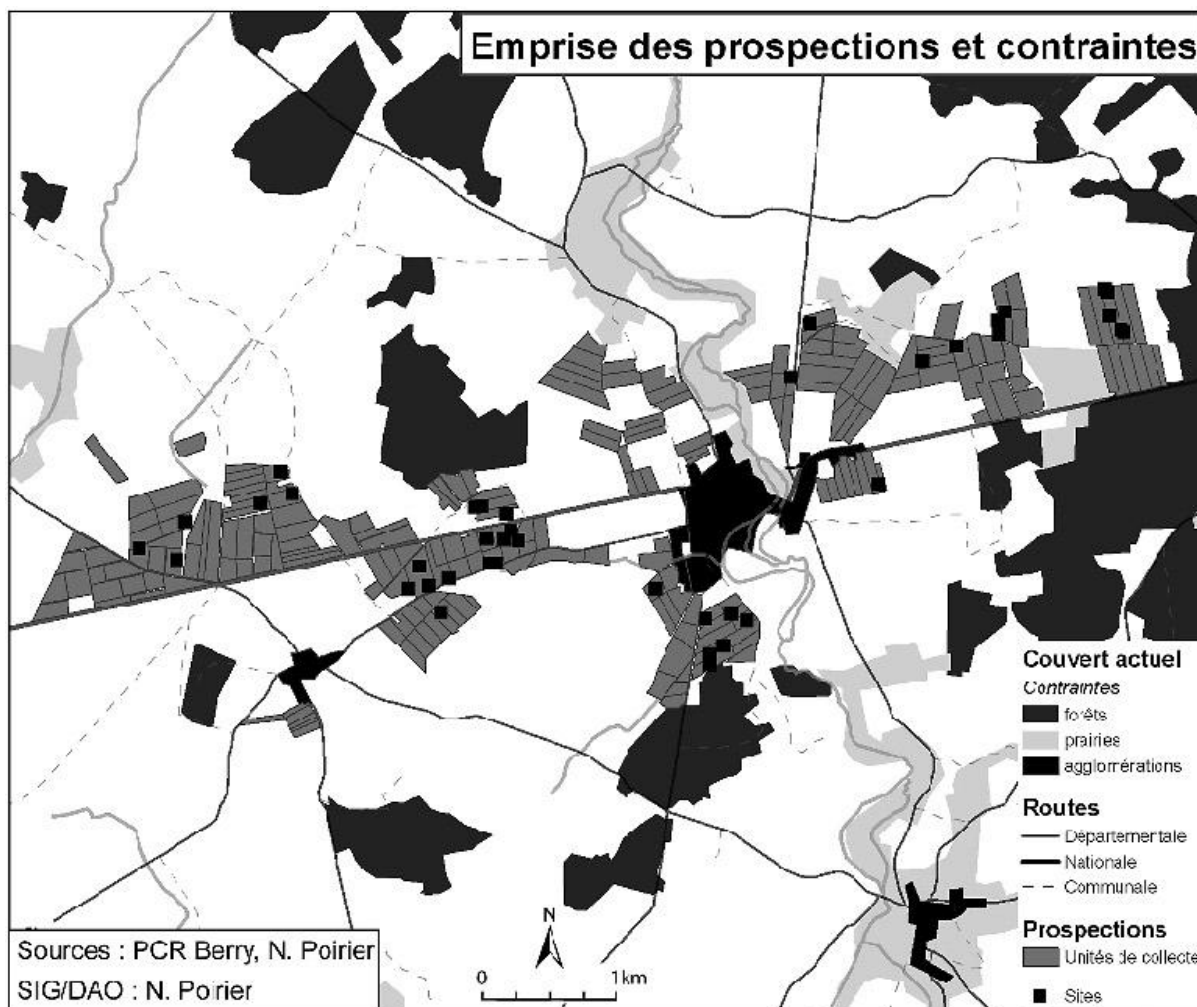 Emprise des prospections et contraintes
Couvert actuel
Contraintes
forêts
prairies
agglomérations
Routes
Départementale
Nationale
Communale
Prospections
Unités de collecte
Sites
Sources : PCR Berry, N. Poirier
SIG/DAO : N. Poirier
N
0 1km